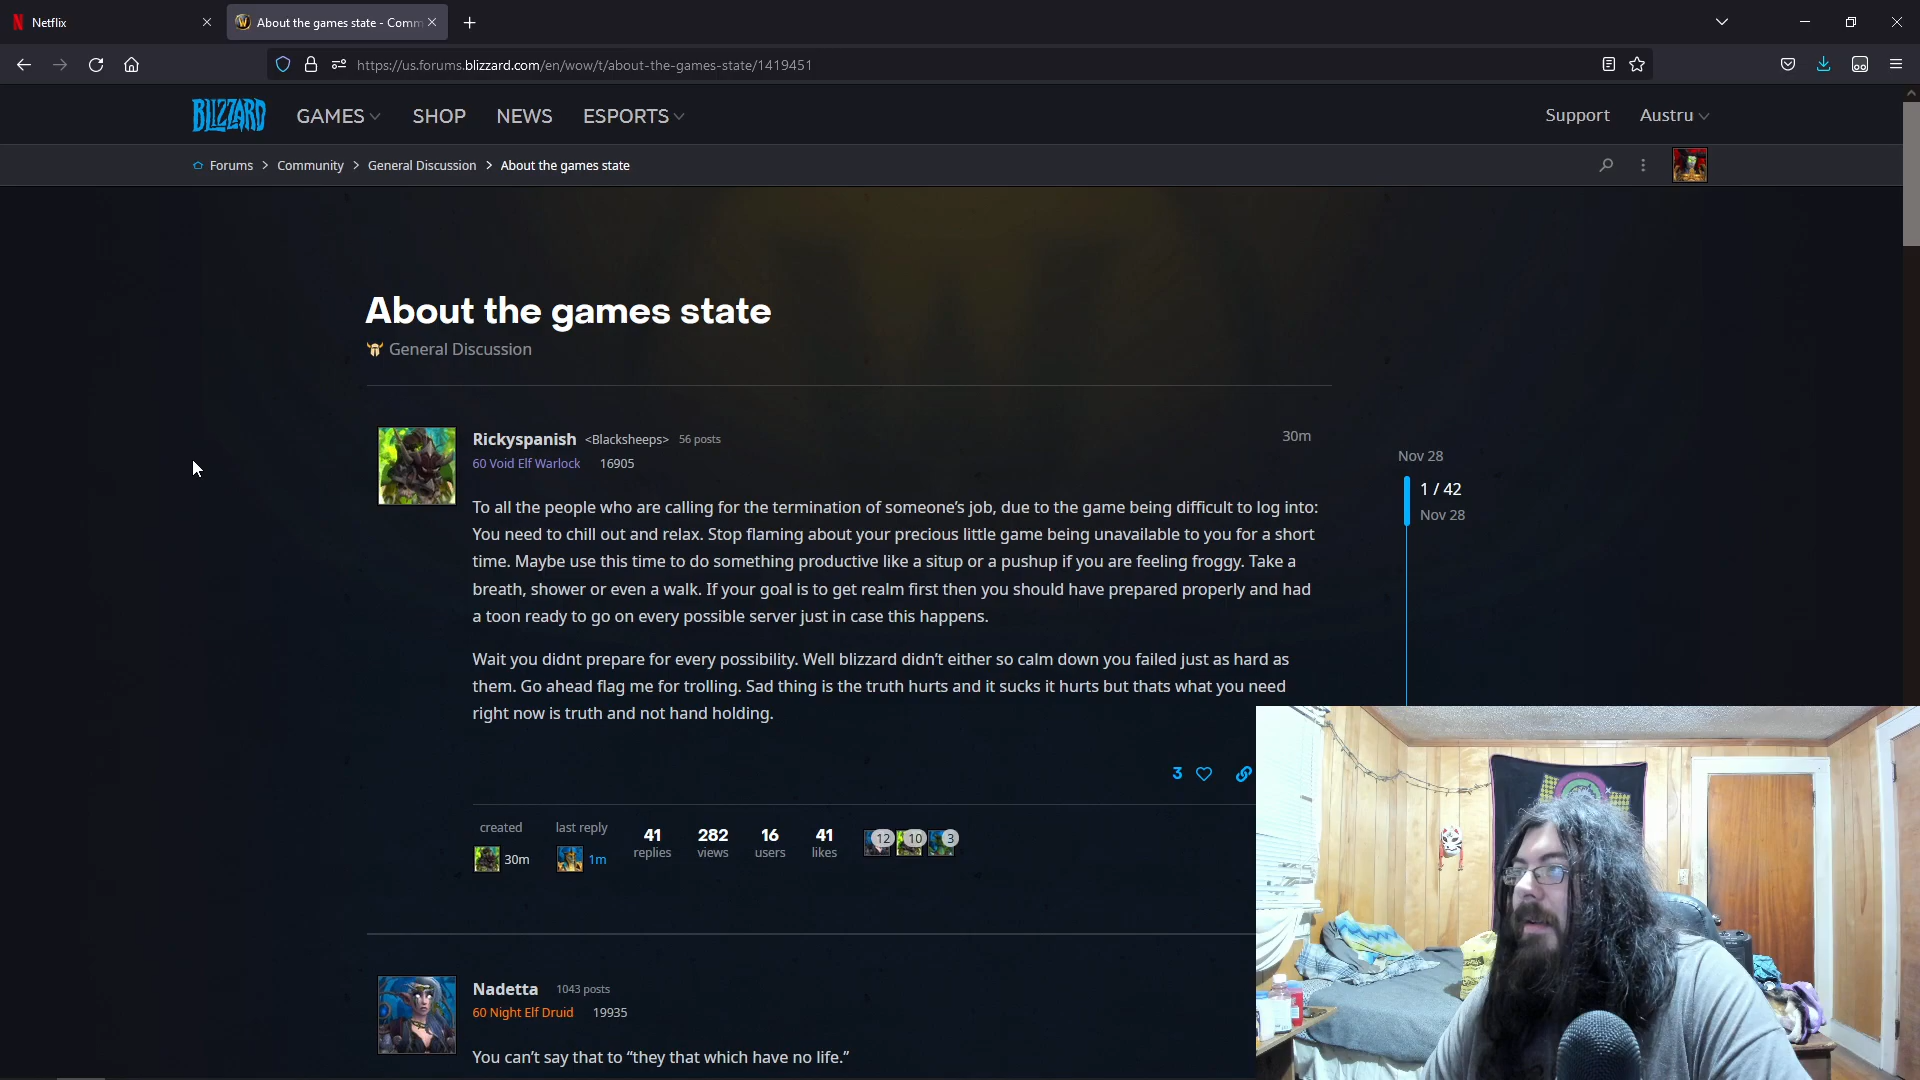 Netflix
About the games state - Comm
https://us.forums.blizzard.com/en/wow/t/about-the-games-state/1419451
BLIZZARD GAMES SHOP NEWS ESPORTS Support Austru
Forums > Community > General Discussion > About the games state
About the games state
General Discussion
Rickyspanish <Blacksheeps> 56 posts 30m
60 Void Elf Warlock 16905
To all the people who are calling for the termination of someone’s job, due to the game being difficult to log into:
You need to chill out and relax. Stop flaming about your precious little game being unavailable to you for a short
time. Maybe use this time to do something productive like a situp or a pushup if you are feeling froggy. Take a
breath, shower or even a walk. If your goal is to get realm first then you should have prepared properly and had
a toon ready to go on every possible server just in case this happens.
Wait you didnt prepare for every possibility. Well blizzard didn’t either so calm down you failed just as hard as
them. Go ahead flag me for trolling. Sad thing is the truth hurts and it sucks it hurts but thats what you need
right now is truth and not hand holding.
Nov 28
1 / 42
Nov 28
3
created last reply 41 282 16 41 12 10 3
30m 1m replies views users likes
Nadetta 1043 posts
60 Night Elf Druid 19935
You can’t say that to “they that which have no life.”